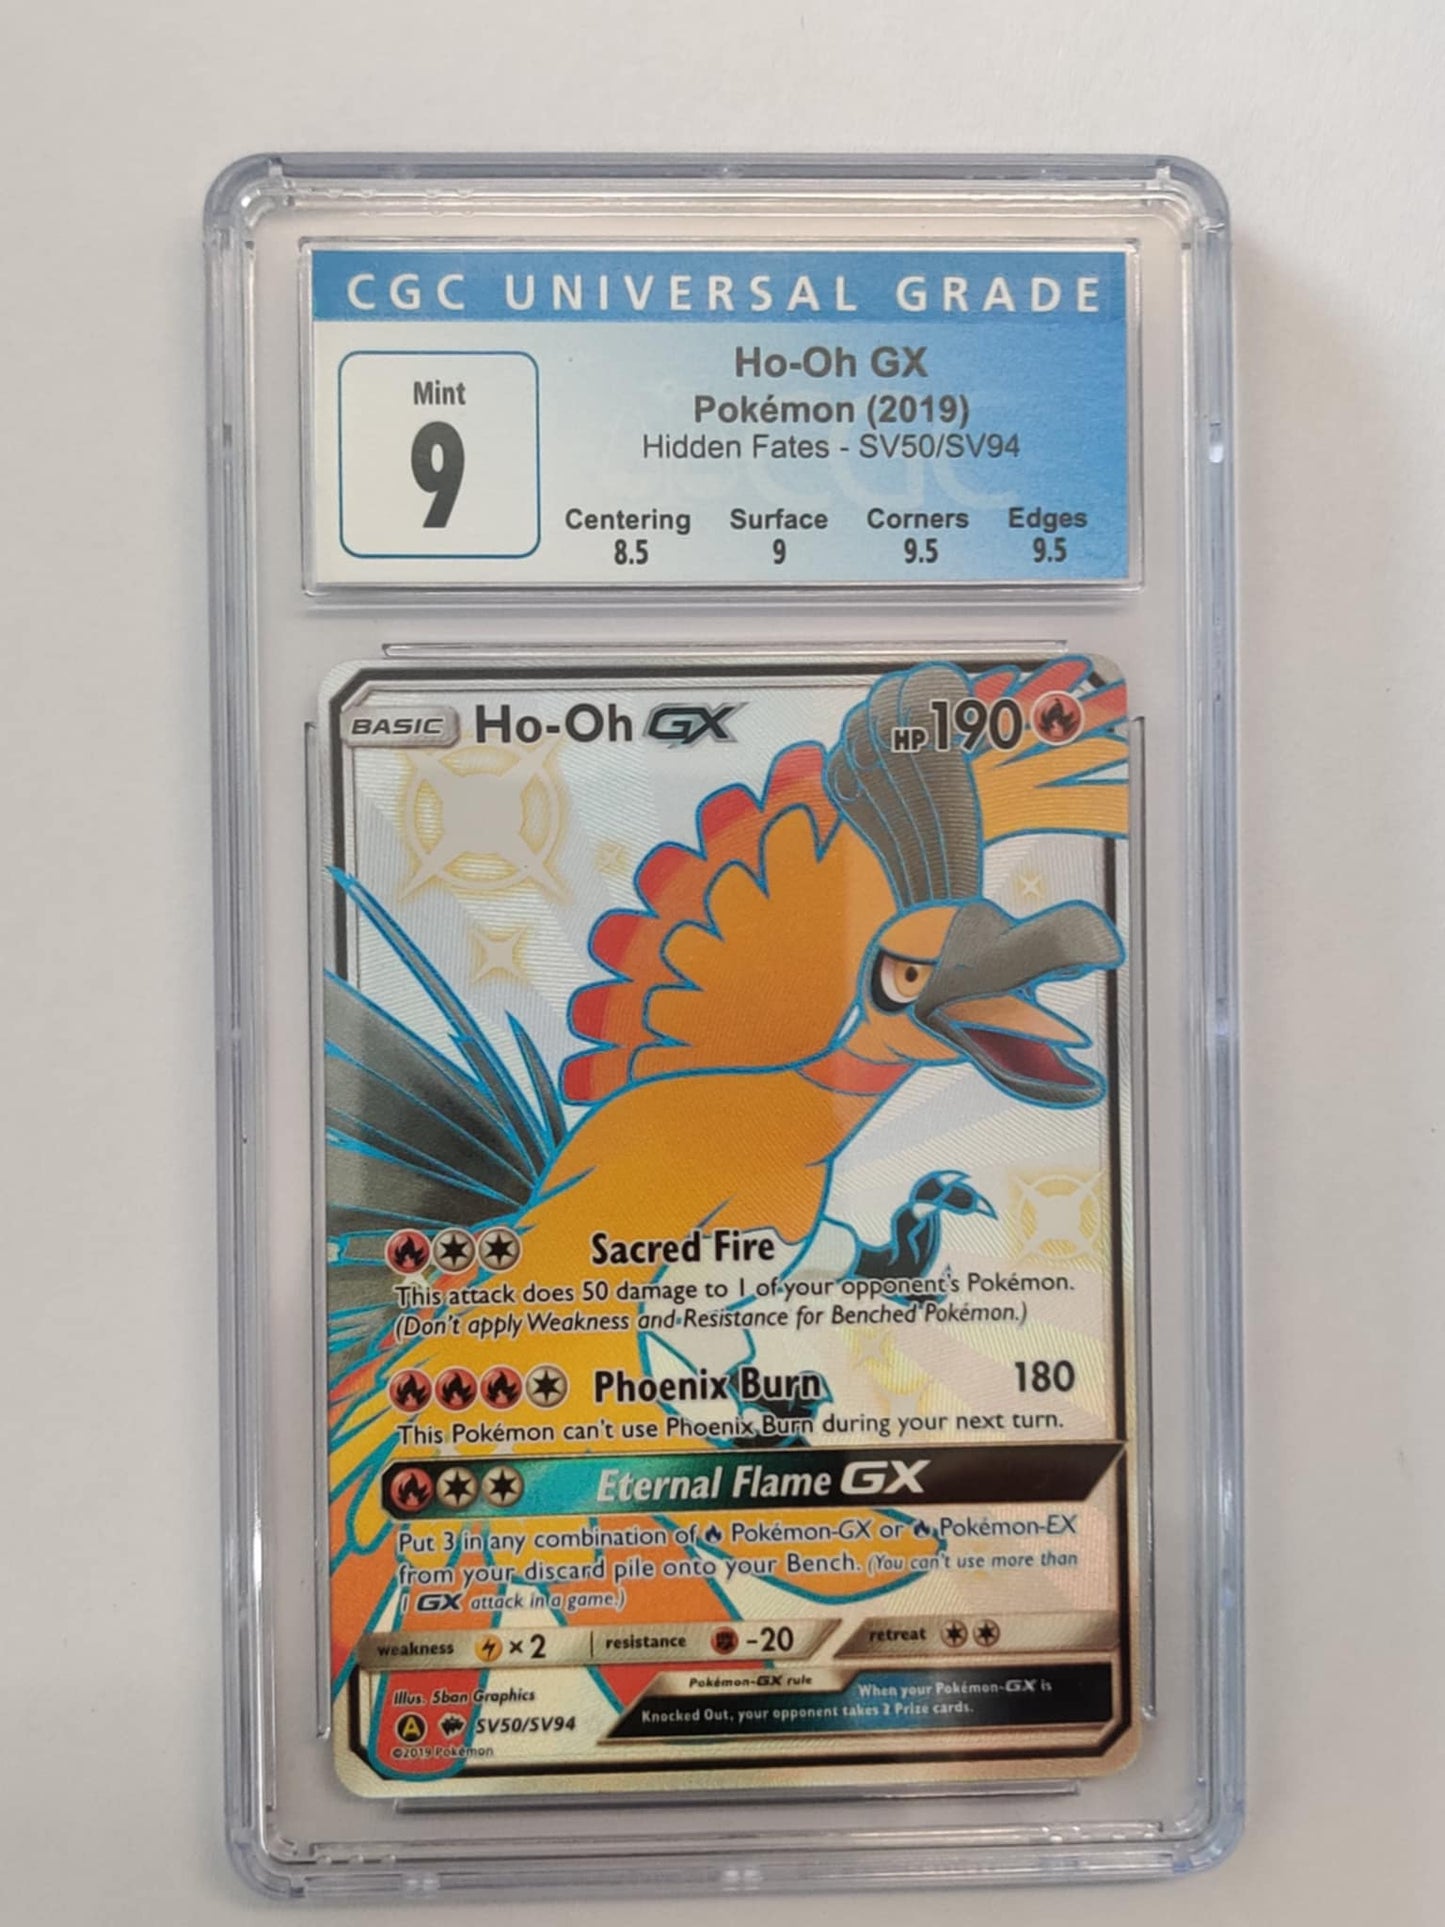 CGC UNIVERSAL GRADE
Mint
9
Ho-Oh GX
Pokémon (2019)
Hidden Fates - SV50/SV94
Centering Surface Corners Edges
8.5 9 9.5 9.5
BASIC Ho-Oh GX HP190
Sacred Fire
This attack does 50 damage to 1 of your opponent's Pokémon.
(Don't apply Weakness and Resistance for Benched Pokémon.)
Phoenix Burn 180
This Pokémon can't use Phoenix Burn during your next turn.
Eternal Flame GX
Put 3 in any combination of Pokémon-GX or Pokémon-EX
from your discard pile onto your Bench. (You can't use more than
1 GX attack in a game.)
weakness ×2 resistance -20 retreat
Illus. 5ban Graphics
A SV50/SV94
©2019 Pokémon
Pokémon-GX rule When your Pokémon-GX is
Knocked Out, your opponent takes 2 Prize cards.